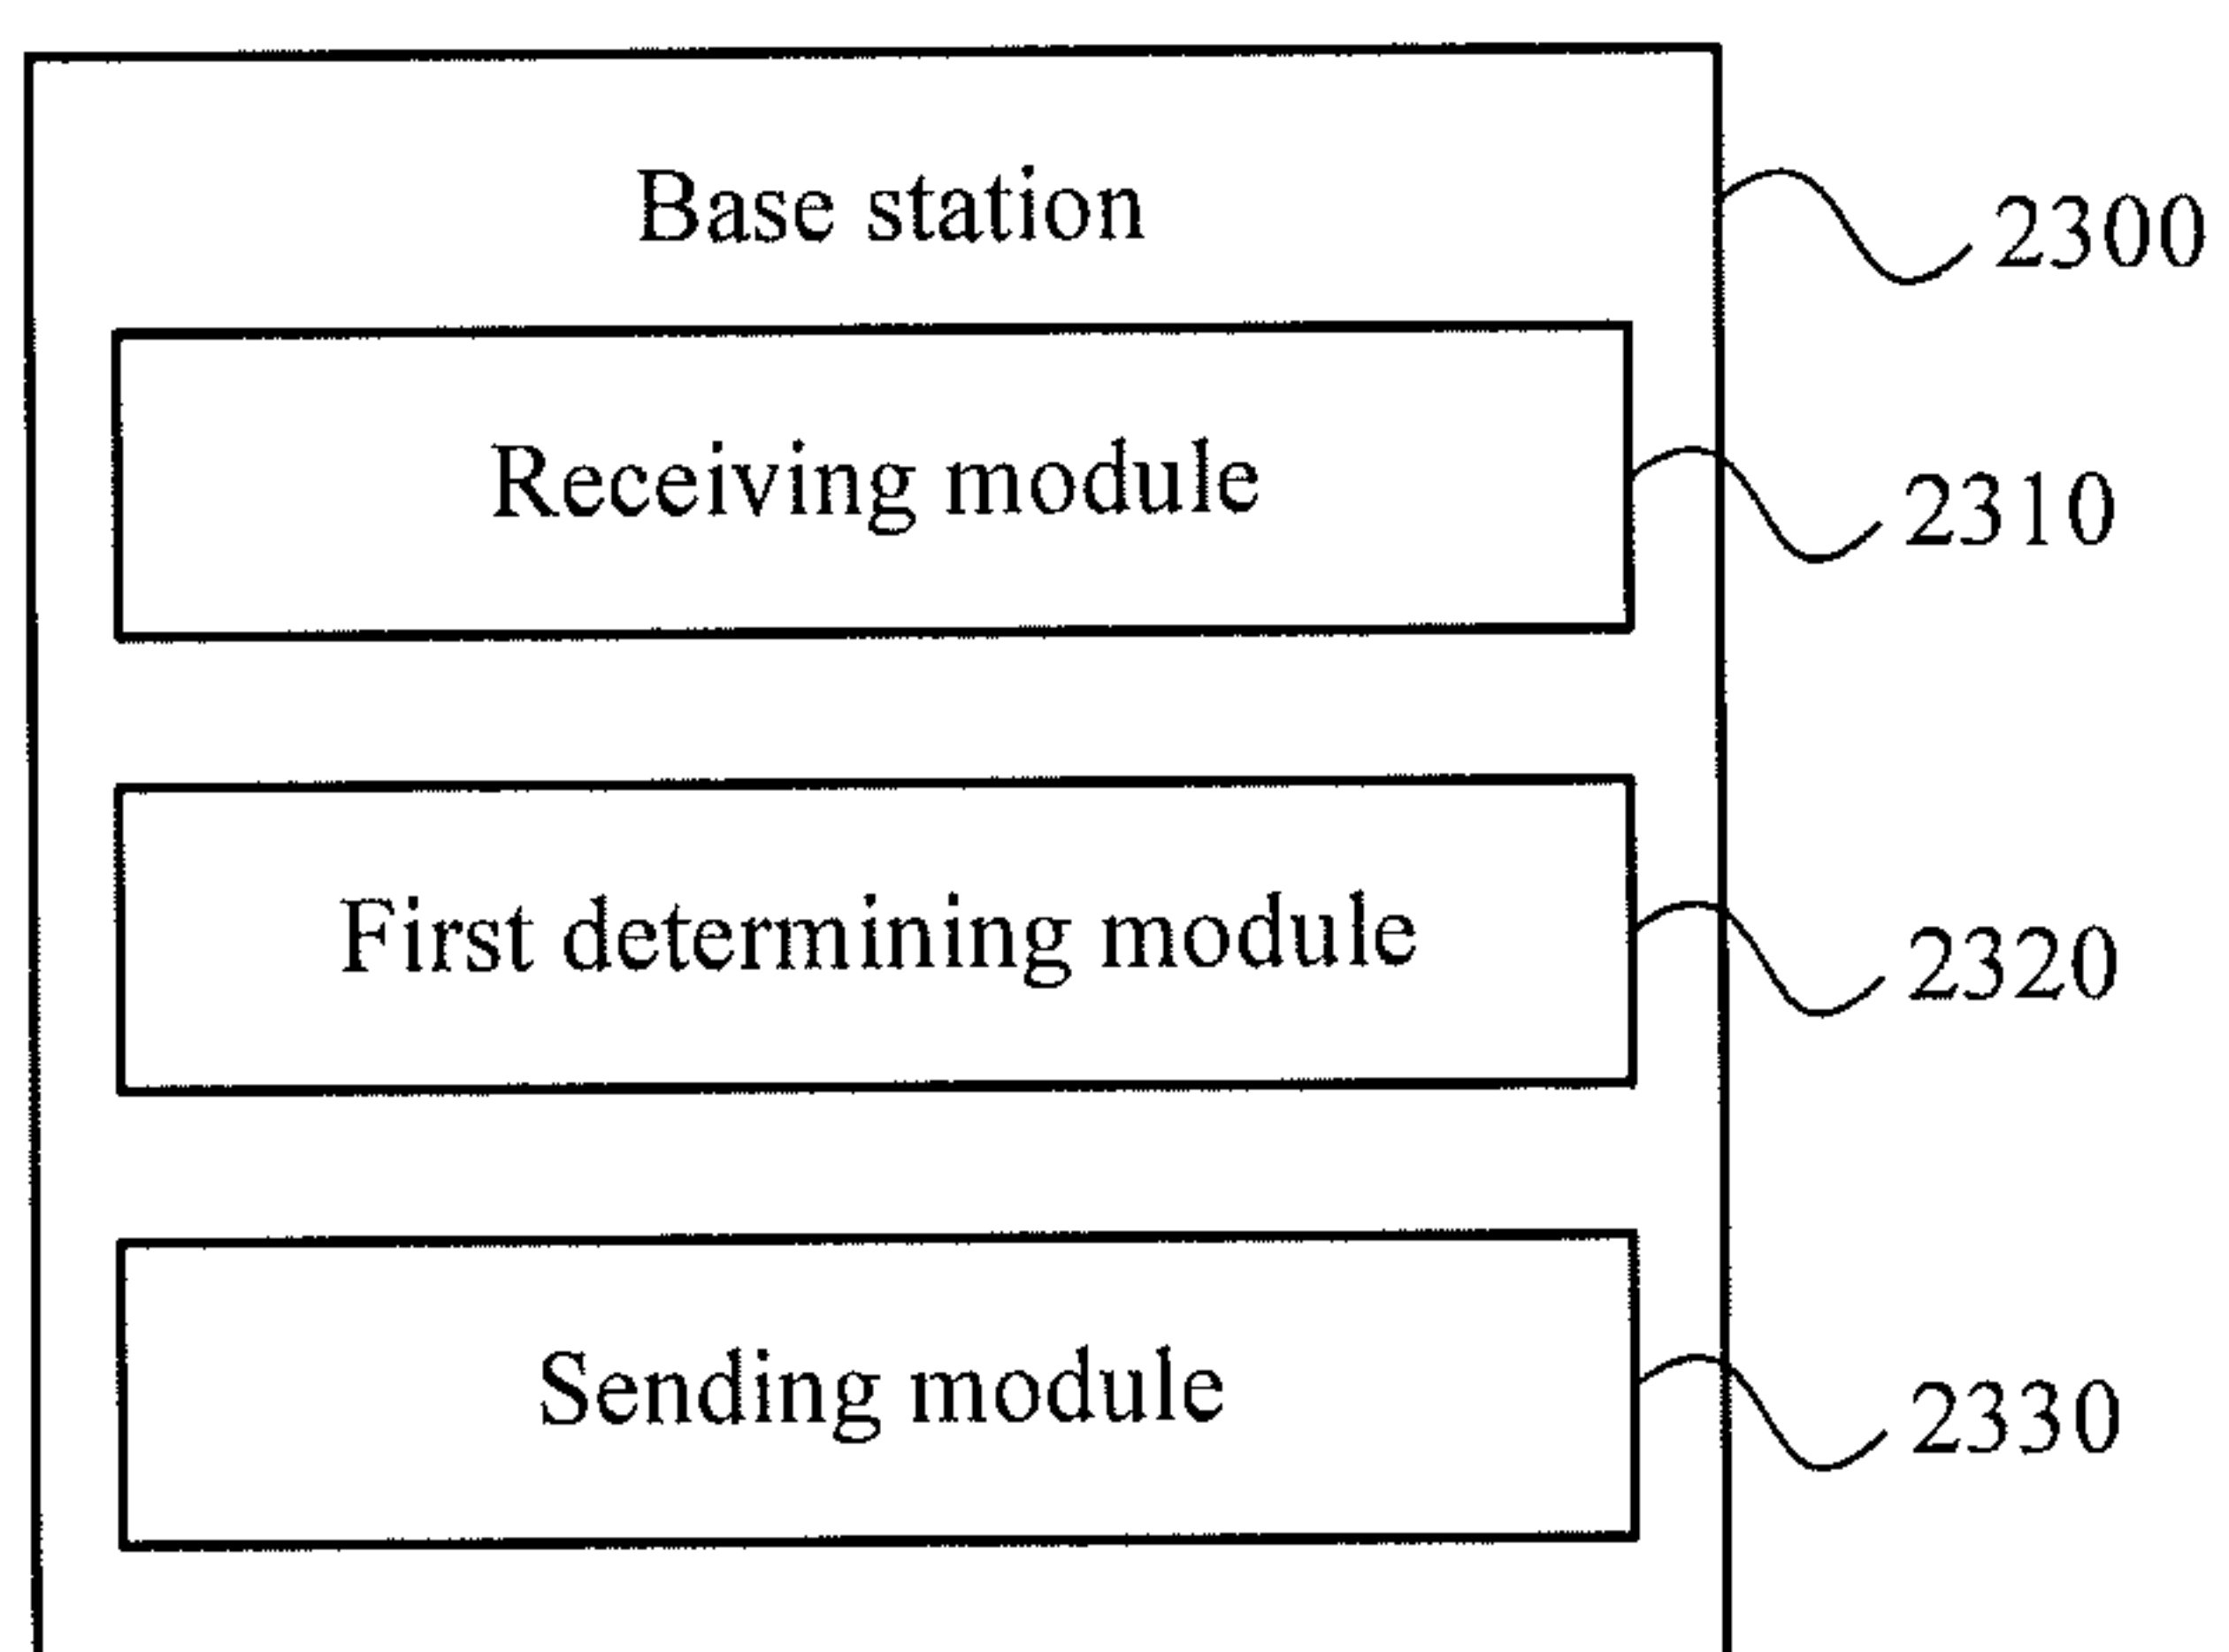 Base station
2300
Receiving module
2310
First determining module
2320
Sending module
2330